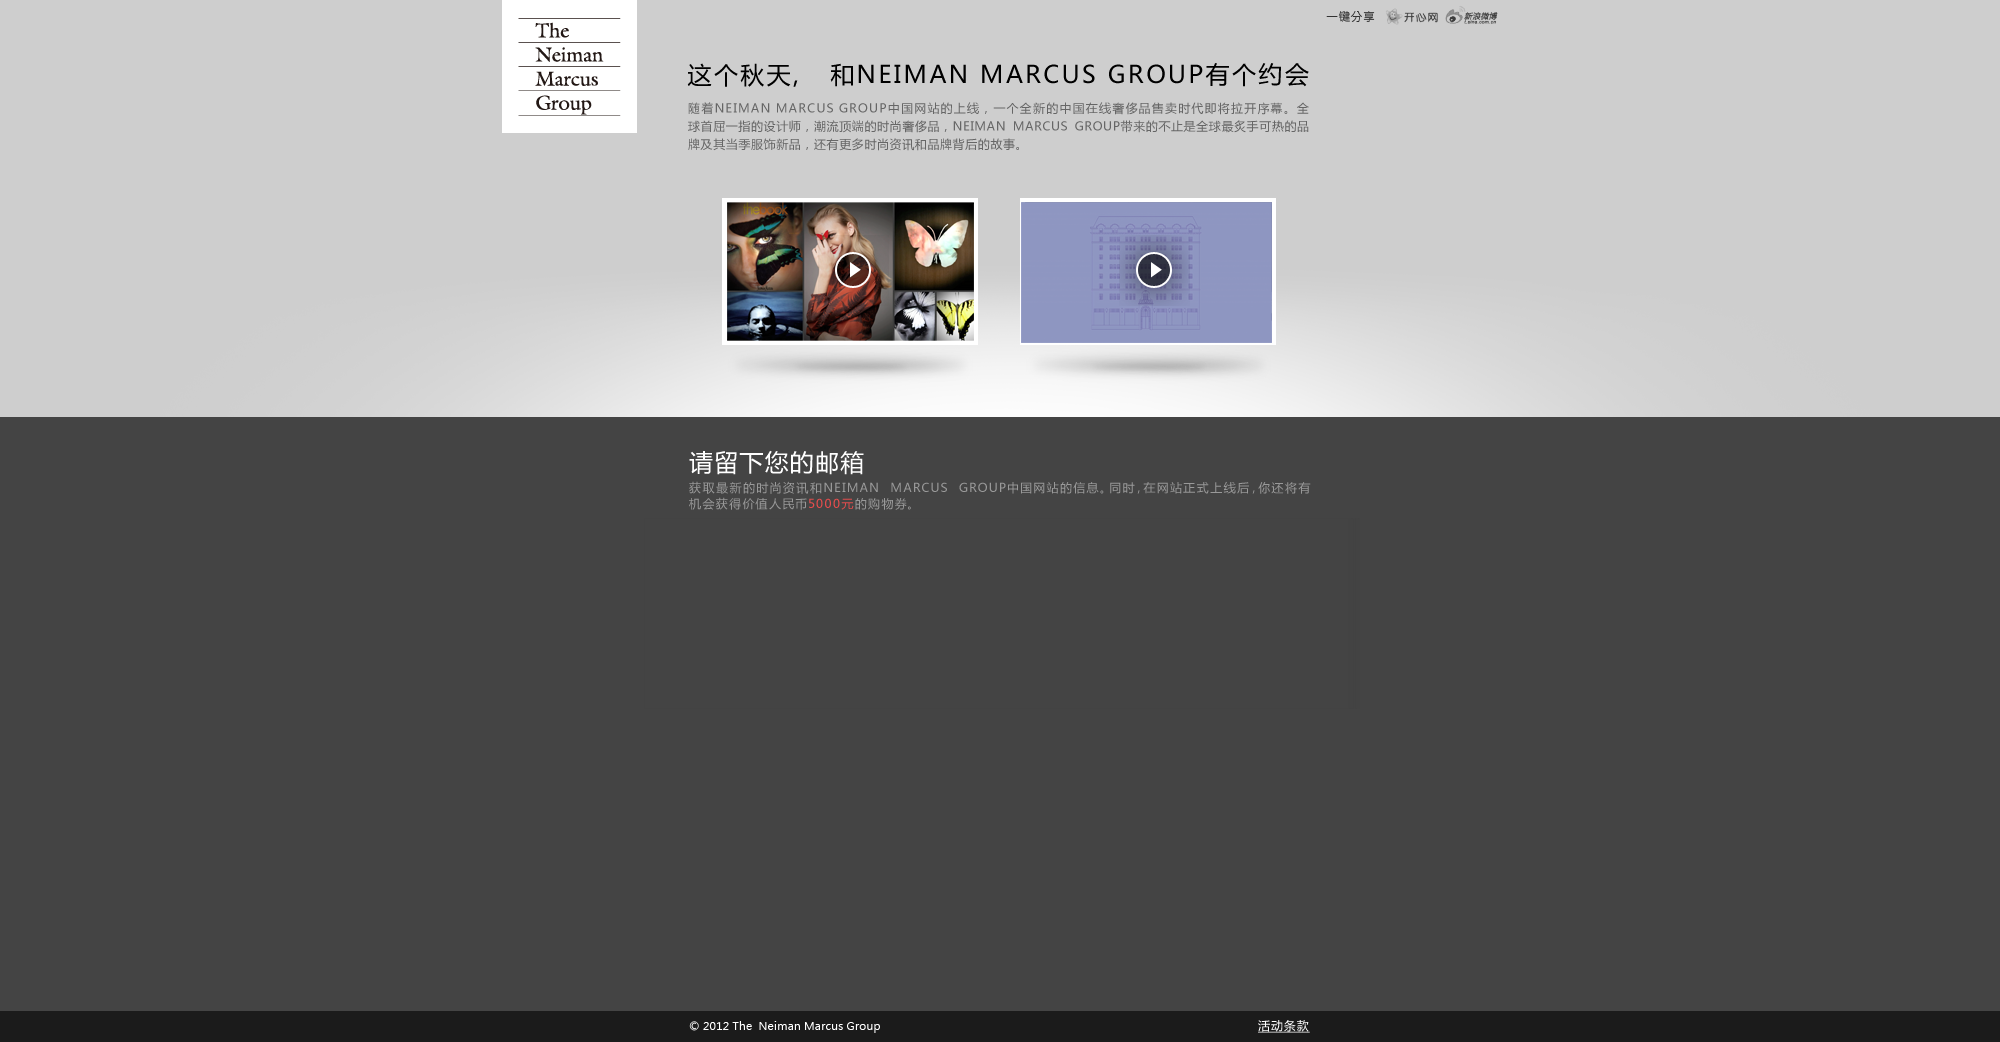 The
Neiman
Marcus
Group
一键分享 开心网 新浪微博
这个秋天, 和NEIMAN MARCUS GROUP有个约会
随着NEIMAN MARCUS GROUP中国网站的上线，一个全新的中国在线奢侈品售卖时代即将拉开序幕。全
球首屈一指的设计师，潮流顶端的时尚奢侈品，NEIMAN MARCUS GROUP带来的不止是全球最炙手可热的品
牌及其当季服饰新品，还有更多时尚资讯和品牌背后的故事。
请留下您的邮箱
获取最新的时尚资讯和NEIMAN MARCUS GROUP中国网站的信息。同时，在网站正式上线后，你还将有
机会获得价值人民币5000元的购物券。
© 2012 The Neiman Marcus Group
活动条款